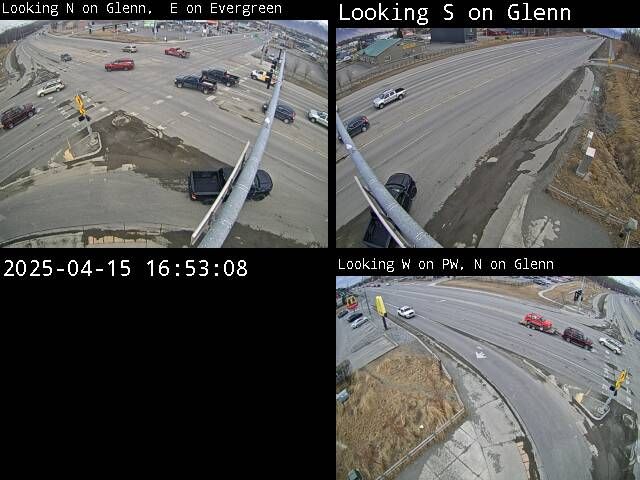 Looking N on Glenn,  E on Evergreen
Looking S on Glenn
2025-04-15 16:53:08
Looking W on PW, N on Glenn